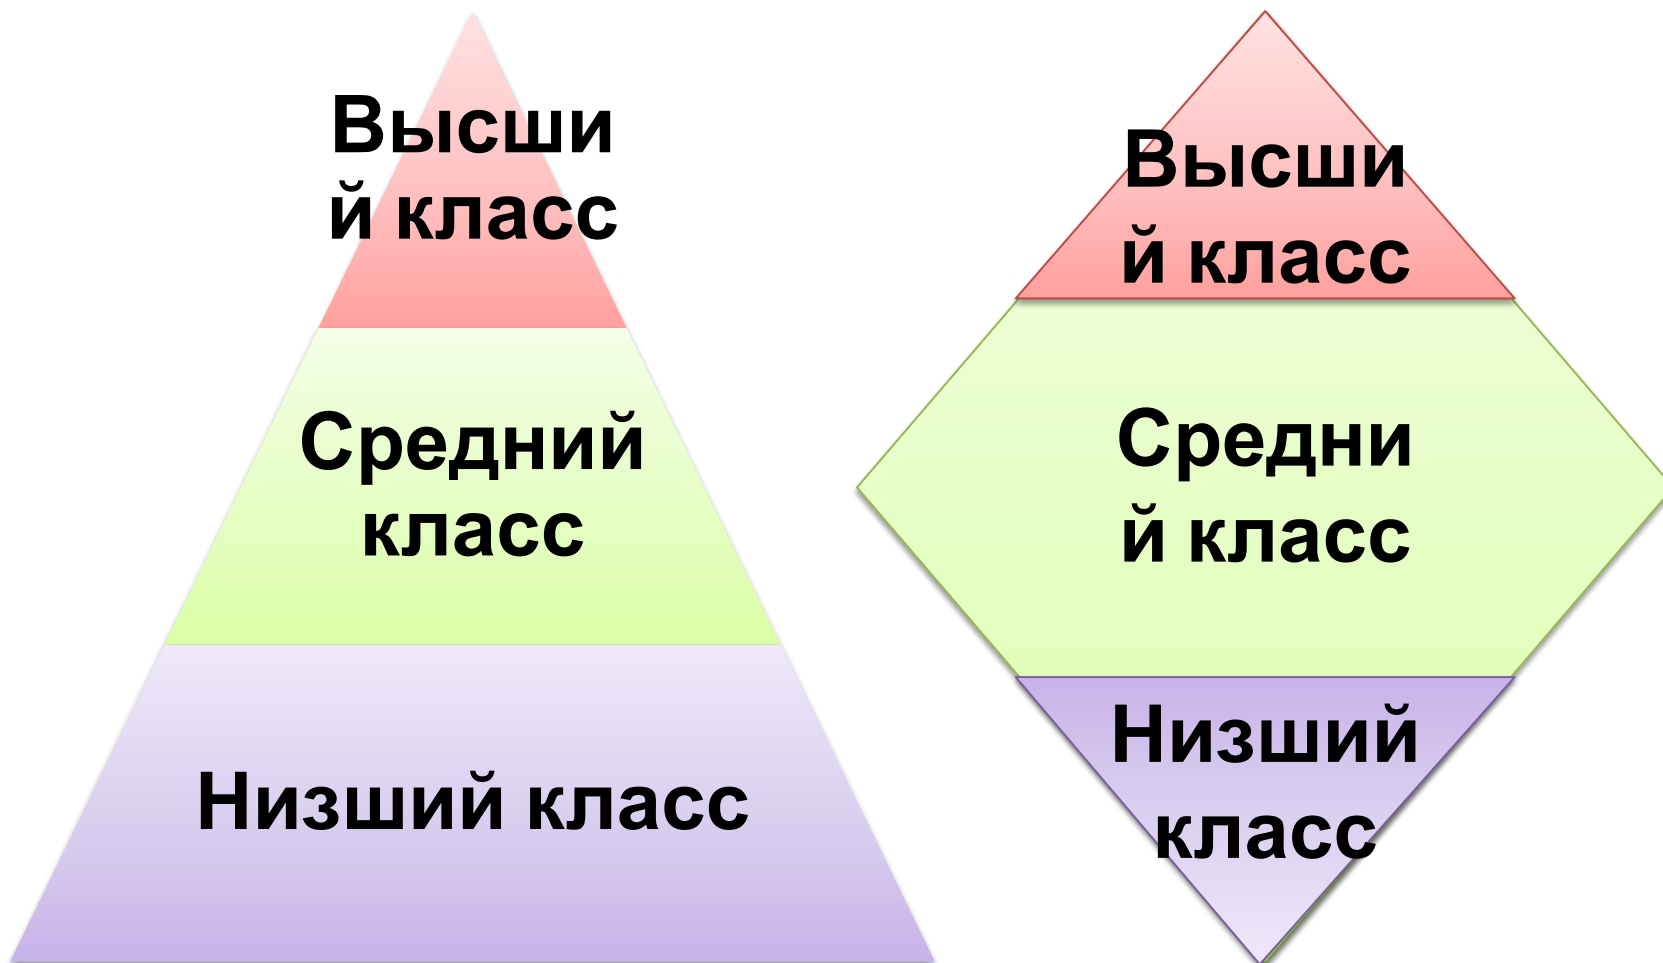 Высши
й класс
Средний
класс
Низший класс
Высши
й класс
Средни
й класс
Низший
класс